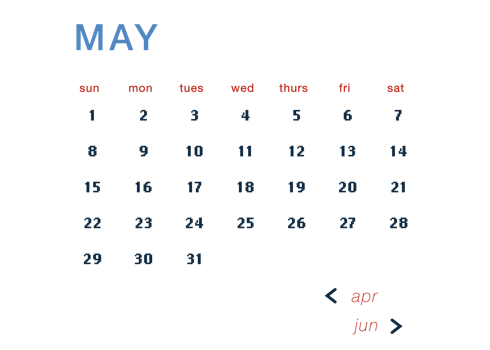 MAY
sun mon tues wed thurs fri sat
1 2 3 4 5 6 7
8 9 10 11 12 13 14
15 16 17 18 19 20 21
22 23 24 25 26 27 28
29 30 31
apr
jun